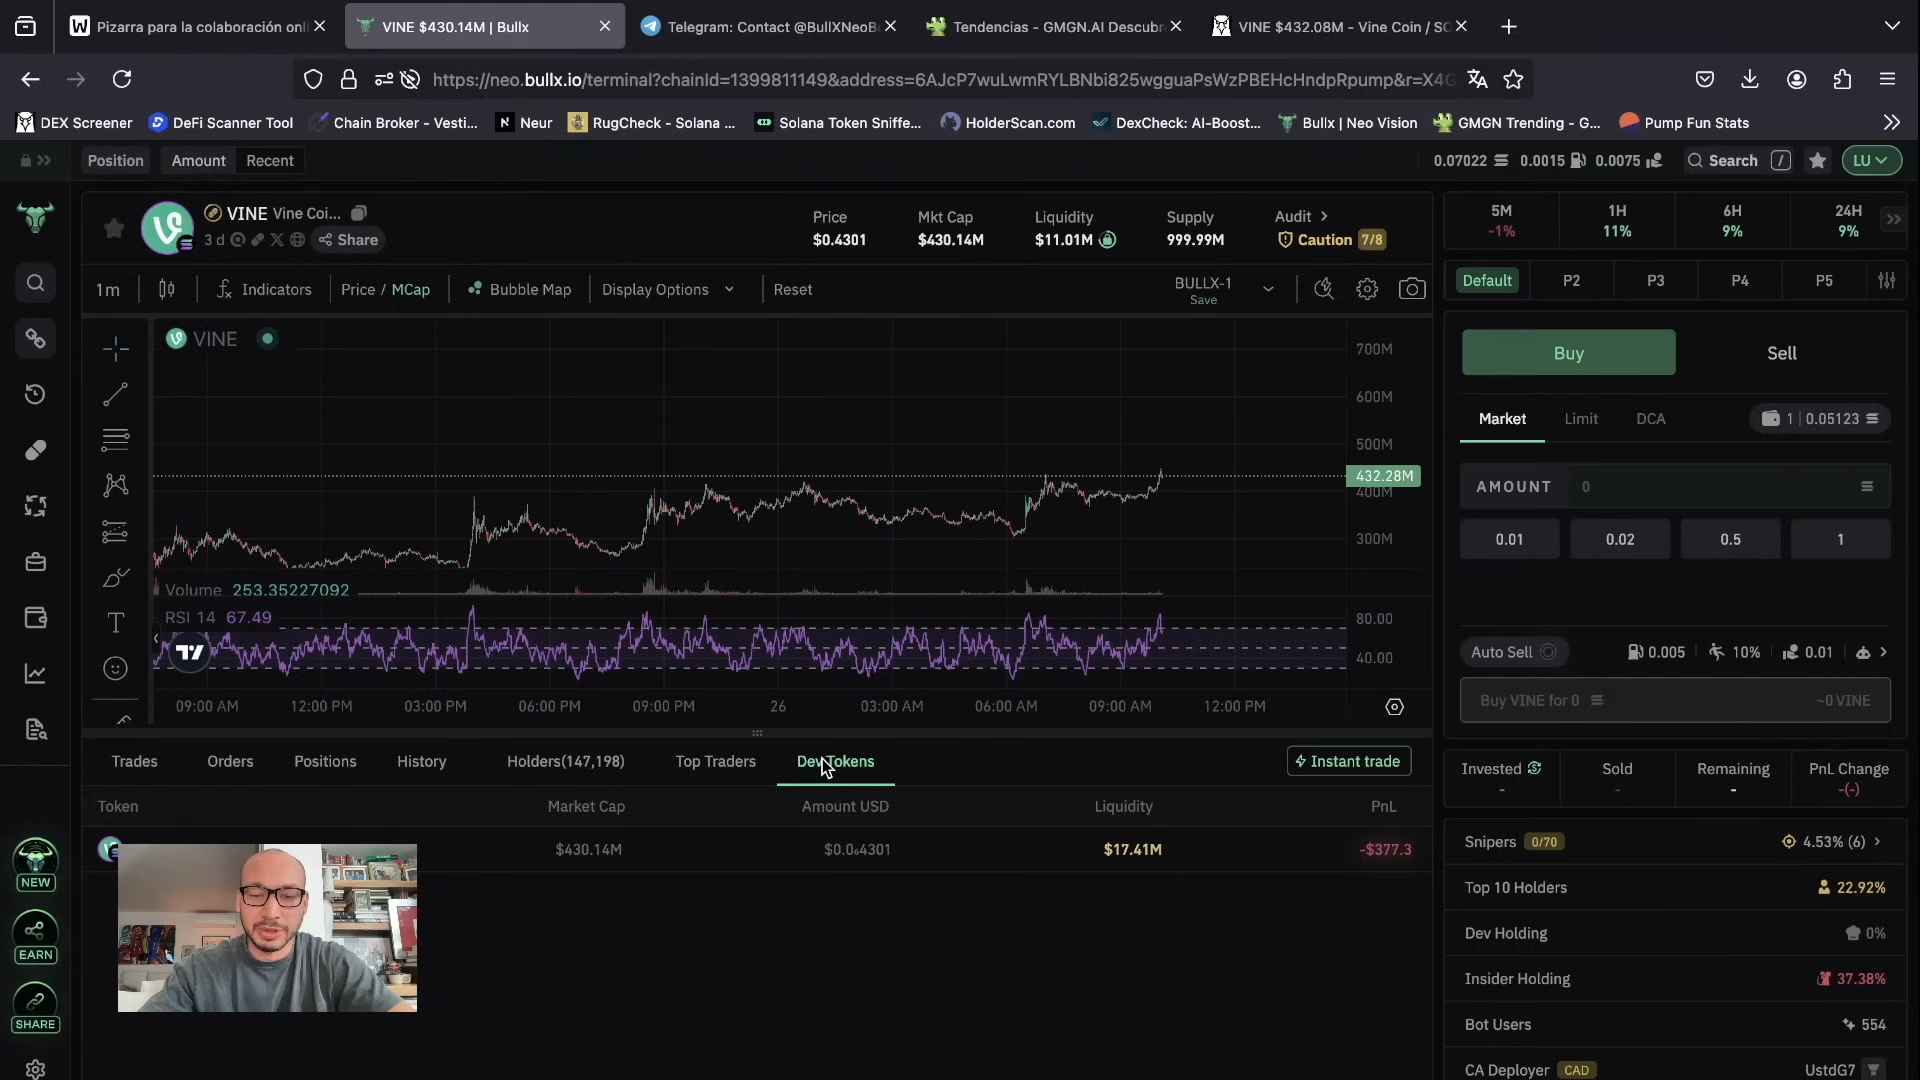 Pizarra para la colaboración onl
VINE $430.14M | Bullx
Telegram: Contact @BullXNeoB
Tendencias - GMGN.AI Descubr
VINE $432.08M - Vine Coin / SO
https://neo.bullx.io/terminal?chainId=1399811149&address=6AJcP7wuLwmRYLBNbi825wgguaPsWzPBEHcHndpRpump&r=X4G
DEX Screener
DeFi Scanner Tool
Chain Broker - Vesti...
Neur
RugCheck - Solana ...
Solana Token Sniffe...
HolderScan.com
DexCheck: AI-Boost...
Bullx | Neo Vision
GMGN Trending - G...
Pump Fun Stats
Position Amount Recent
0.07022 0.0015 0.0075 Search / LU
VINE Vine Coi...
3 d Share
Price
$0.4301
Mkt Cap
$430.14M
Liquidity
$11.01M
Supply
999.99M
Audit
Caution 7/8
5M
-1%
1H
11%
6H
9%
24H
9%
1m Indicators Price / MCap Bubble Map Display Options Reset
BULLX-1
Save
Default P2 P3 P4 P5
VINE
700M
600M
500M
432.28M
400M
300M
Volume 253.35227092
RSI 14 67.49
80.00
40.00
09:00 AM 12:00 PM 03:00 PM 06:00 PM 09:00 PM 26 03:00 AM 06:00 AM 09:00 AM 12:00 PM
Buy Sell
Market Limit DCA 1 | 0.05123
AMOUNT 0
0.01 0.02 0.5 1
Auto Sell 0.005 10% 0.01
Buy VINE for 0 ~0 VINE
Trades Orders Positions History Holders(147,198) Top Traders Dev Tokens Instant trade
Token Market Cap Amount USD Liquidity PnL
$430.14M $0.0₆4301 $17.41M -$377.3
Invested Sold Remaining PnL Change
- - - -(-)
Snipers 0/70 4.53% (6)
Top 10 Holders 22.92%
Dev Holding 0%
Insider Holding 37.38%
Bot Users 554
CA Deployer CAD UstdG7
NEW
EARN
SHARE